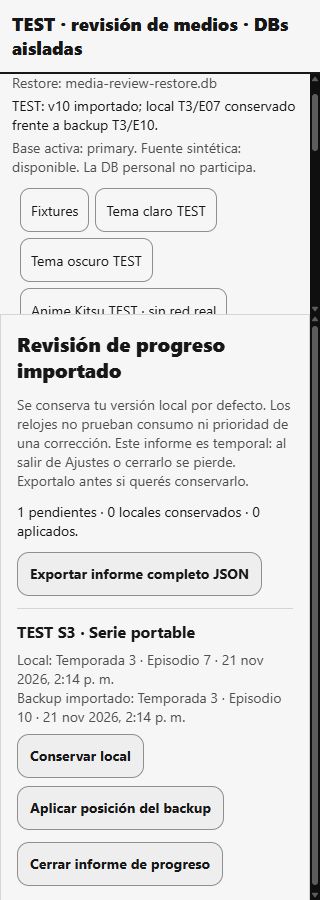 TEST · revisión de medios · DBs
aisladas
Restore: media-review-restore.db
TEST: v10 importado; local T3/E07 conservado
frente a backup T3/E10.
Base activa: primary. Fuente sintética:
disponible. La DB personal no participa.
Fixtures
Tema claro TEST
Tema oscuro TEST
Anime Kitsu TEST · sin red real
Revisión de progreso
importado
Se conserva tu versión local por defecto. Los
relojes no prueban consumo ni prioridad de
una corrección. Este informe es temporal: al
salir de Ajustes o cerrarlo se pierde.
Exportalo antes si querés conservarlo.
1 pendientes · 0 locales conservados · 0
aplicados.
Exportar informe completo JSON
TEST S3 · Serie portable
Local: Temporada 3 · Episodio 7 · 21 nov
2026, 2:14 p. m.
Backup importado: Temporada 3 · Episodio
10 · 21 nov 2026, 2:14 p. m.
Conservar local
Aplicar posición del backup
Cerrar informe de progreso